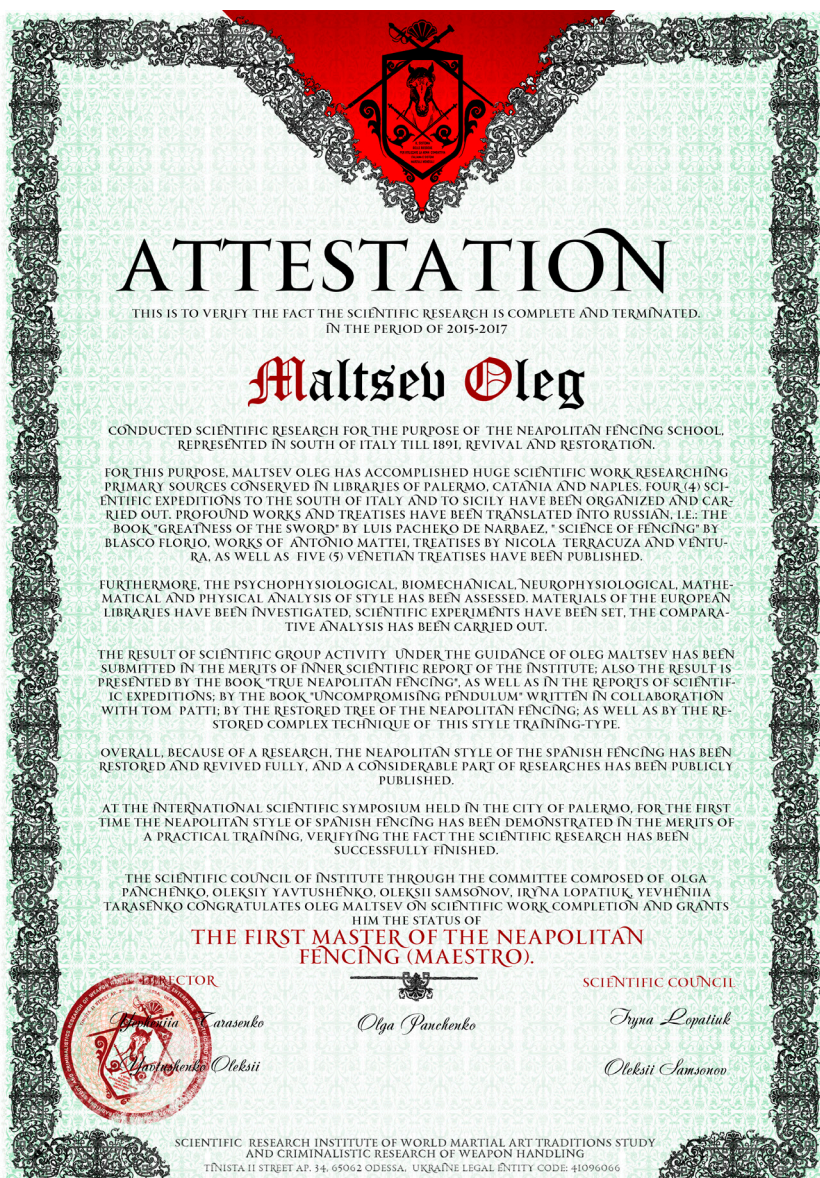 ATTESTATION
THIS IS TO VERIFY THE FACT THE SCIENTIFIC RESEARCH IS COMPLETE AND TERMINATED.
IN THE PERIOD OF 2015-2017
Maltsev Oleg
CONDUCTED SCIENTIFIC RESEARCH FOR THE PURPOSE OF THE NEAPOLITAN FENCING SCHOOL,
REPRESENTED IN SOUTH OF ITALY TILL 1891, REVIVAL AND RESTORATION.
FOR THIS PURPOSE, MALTSEV OLEG HAS ACCOMPLISHED HUGE SCIENTIFIC WORK RESEARCHING
PRIMARY SOURCES CONSERVED IN LIBRARIES OF PALERMO, CATANIA AND NAPLES. FOUR (4) SCI-
ENTIFIC EXPEDITIONS TO THE SOUTH OF ITALY AND TO SICILY HAVE BEEN ORGANIZED AND CAR-
RIED OUT. PROFOUND WORKS AND TREATISES HAVE BEEN TRANSLATED INTO RUSSIAN, I.E.: THE
BOOK "GREATNESS OF THE SWORD" BY LUIS PACHEKO DE NARBAEZ, " SCIENCE OF FENCING" BY
BLASCO FLORIO, WORKS OF ANTONIO MATTEI, TREATISES BY NICOLA TERRACUZA AND VENTU-
RA, AS WELL AS FIVE (5) VENETIAN TREATISES HAVE BEEN PUBLISHED.
FURTHERMORE, THE PSYCHOPHYSIOLOGICAL, BIOMECHANICAL, NEUROPHYSIOLOGICAL, MATHE-
MATICAL AND PHYSICAL ANALYSIS OF STYLE HAS BEEN ASSESSED. MATERIALS OF THE EUROPEAN
LIBRARIES HAVE BEEN INVESTIGATED, SCIENTIFIC EXPERIMENTS HAVE BEEN SET, THE COMPARA-
TIVE ANALYSIS HAS BEEN CARRIED OUT.
THE RESULT OF SCIENTIFIC GROUP ACTIVITY UNDER THE GUIDANCE OF OLEG MALTSEV HAS BEEN
SUBMITTED IN THE MERITS OF INNER SCIENTIFIC REPORT OF THE INSTITUTE; ALSO THE RESULT IS
PRESENTED BY THE BOOK "TRUE NEAPOLITAN FENCING", AS WELL AS IN THE REPORTS OF SCIENTIF-
IC EXPEDITIONS; BY THE BOOK "UNCOMPROMISING PENDULUM" WRITTEN IN COLLABORATION
WITH TOM PATTI; BY THE RESTORED TREE OF THE NEAPOLITAN FENCING; AS WELL AS BY THE RE-
STORED COMPLEX TECHNIQUE OF THIS STYLE TRAINING-TYPE.
OVERALL, BECAUSE OF A RESEARCH, THE NEAPOLITAN STYLE OF THE SPANISH FENCING HAS BEEN
RESTORED AND REVIVED FULLY, AND A CONSIDERABLE PART OF RESEARCHES HAS BEEN PUBLICLY
PUBLISHED.
AT THE INTERNATIONAL SCIENTIFIC SYMPOSIUM HELD IN THE CITY OF PALERMO, FOR THE FIRST
TIME THE NEAPOLITAN STYLE OF SPANISH FENCING HAS BEEN DEMONSTRATED IN THE MERITS OF
A PRACTICAL TRAINING, VERIFYING THE FACT THE SCIENTIFIC RESEARCH HAS BEEN
SUCCESSFULLY FINISHED.
THE SCIENTIFIC COUNCIL OF INSTITUTE THROUGH THE COMMITTEE COMPOSED OF OLGA
PANCHENKO, OLEKSIY YAVTUSHENKO, OLEKSII SAMSONOV, IRYNA LOPATIUK, YEVHENIIA
TARASENKO CONGRATULATES OLEG MALTSEV ON SCIENTIFIC WORK COMPLETION AND GRANTS
HIM THE STATUS OF
THE FIRST MASTER OF THE NEAPOLITAN
FENCING (MAESTRO).
DIRECTOR
SCIENTIFIC COUNCIL
Yevheniia Tarasenko
Olga Panchenko
Iryna Lopatiuk
Yavtushenko Oleksii
Oleksii Samsonov
SCIENTIFIC RESEARCH INSTITUTE OF WORLD MARTIAL ART TRADITIONS STUDY
AND CRIMINALISTIC RESEARCH OF WEAPON HANDLING
TINISTA 11 STREET AP. 34, 65062 ODESSA, UKRAINE LEGAL ENTITY CODE: 41096066